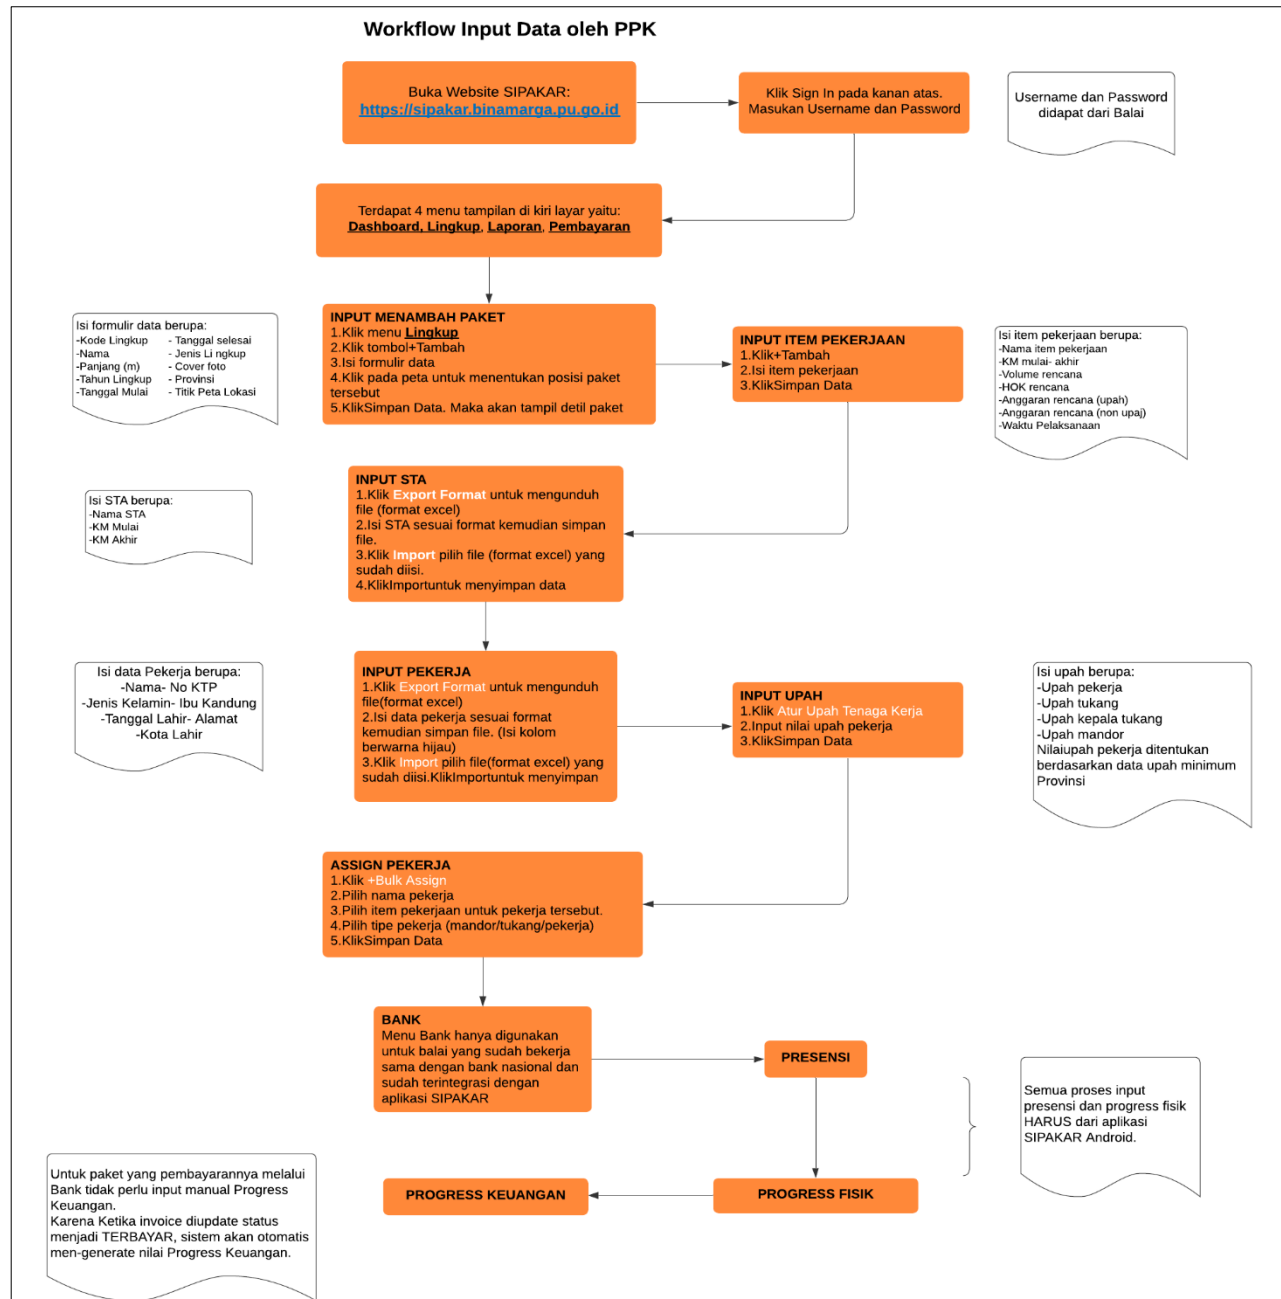 Workflow Input Data oleh PPK
Buka Website SIPAKAR:
https://sipakar.binamarga.pu.go.id
Klik Sign In pada kanan atas.
Masukan Username dan Password
Username dan Password
didapat dari Balai
Terdapat 4 menu tampilan di kiri layar yaitu:
Dashboard, Lingkup, Laporan, Pembayaran
Isi formulir data berupa:
-Kode Lingkup - Tanggal selesai
-Nama - Jenis Li ngkup
-Panjang (m) - Cover foto
-Tahun Lingkup - Provinsi
-Tanggal Mulai - Titik Peta Lokasi
INPUT MENAMBAH PAKET
1.Klik menu Lingkup
2.Klik tombol+Tambah
3.Isi formulir data
4.Klik pada peta untuk menentukan posisi paket
tersebut
5.KlikSimpan Data. Maka akan tampil detil paket
INPUT ITEM PEKERJAAN
1.Klik+Tambah
2.Isi item pekerjaan
3.KlikSimpan Data
Isi item pekerjaan berupa:
-Nama item pekerjaan
-KM mulai- akhir
-Volume rencana
-HOK rencana
-Anggaran rencana (upah)
-Anggaran rencana (non upaj)
-Waktu Pelaksanaan
Isi STA berupa:
-Nama STA
-KM Mulai
-KM Akhir
INPUT STA
1.Klik Export Format untuk mengunduh
file (format excel)
2.Isi STA sesuai format kemudian simpan
file.
3.Klik Import pilih file (format excel) yang
sudah diisi.
4.KlikImportuntuk menyimpan data
Isi data Pekerja berupa:
-Nama- No KTP
-Jenis Kelamin- Ibu Kandung
-Tanggal Lahir- Alamat
-Kota Lahir
INPUT PEKERJA
1.Klik Export Format untuk mengunduh
file(format excel)
2.Isi data pekerja sesuai format
kemudian simpan file. (Isi kolom
berwarna hijau)
3.Klik Import pilih file(format excel) yang
sudah diisi.KlikImportuntuk menyimpan
INPUT UPAH
1.Klik Atur Upah Tenaga Kerja
2.Input nilai upah pekerja
3.KlikSimpan Data
Isi upah berupa:
-Upah pekerja
-Upah tukang
-Upah kepala tukang
-Upah mandor
Nilaiupah pekerja ditentukan
berdasarkan data upah minimum
Provinsi
ASSIGN PEKERJA
1.Klik +Bulk Assign
2.Pilih nama pekerja
3.Pilih item pekerjaan untuk pekerja tersebut.
4.Pilih tipe pekerja (mandor/tukang/pekerja)
5.KlikSimpan Data
BANK
Menu Bank hanya digunakan
untuk balai yang sudah bekerja
sama dengan bank nasional dan
sudah terintegrasi dengan
aplikasi SIPAKAR
PRESENSI
Semua proses input
presensi dan progress fisik
HARUS dari aplikasi
SIPAKAR Android.
Untuk paket yang pembayarannya melalui
Bank tidak perlu input manual Progress
Keuangan.
Karena Ketika invoice diupdate status
menjadi TERBAYAR, sistem akan otomatis
men-generate nilai Progress Keuangan.
PROGRESS KEUANGAN
PROGRESS FISIK